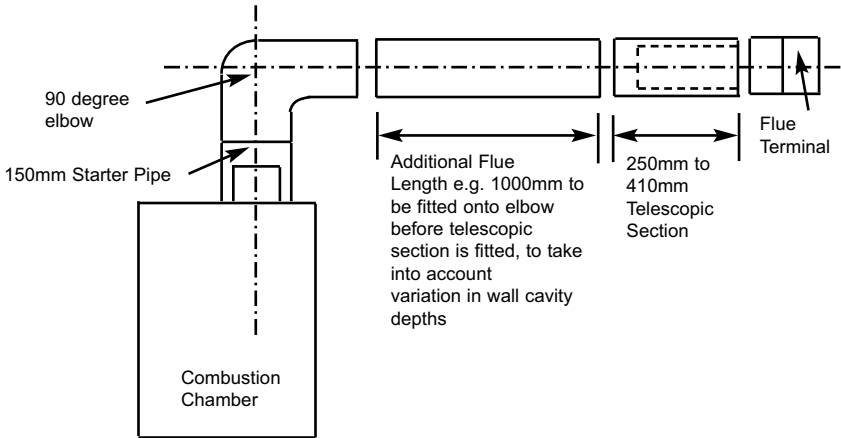 90 degree
elbow
150mm Starter Pipe
Additional Flue
Length e.g. 1000mm to
be fitted onto elbow
before telescopic
section is fitted, to take
into account
variation in wall cavity
depths
250mm to
410mm
Telescopic
Section
Flue
Terminal
Combustion
Chamber